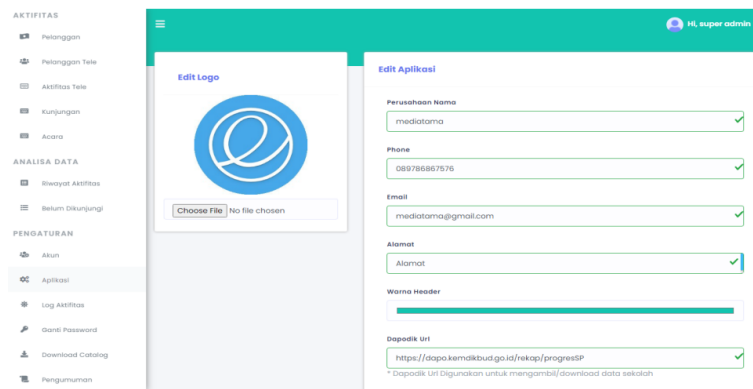 AKTIFITAS
Pelanggan
Pelanggan Tele
Aktifitas Tele
Kunjungan
Acara
ANALISA DATA
Riwayat Aktifitas
Belum Dikunjungi
PENGATURAN
Akun
Aplikasi
Log Aktifitas
Ganti Password
Download Catalog
Pengumuman
Hi, super admin
Edit Logo
Choose File No file chosen
Edit Aplikasi
Perusahaan Nama
mediatama
Phone
089786867576
Email
mediatama@gmail.com
Alamat
Alamat
Warna Header
Dapodik Url
https://dapo.kemdikbud.go.id/rekap/progresSP
* Dapodik Url Digunakan untuk mengambil/download data sekolah